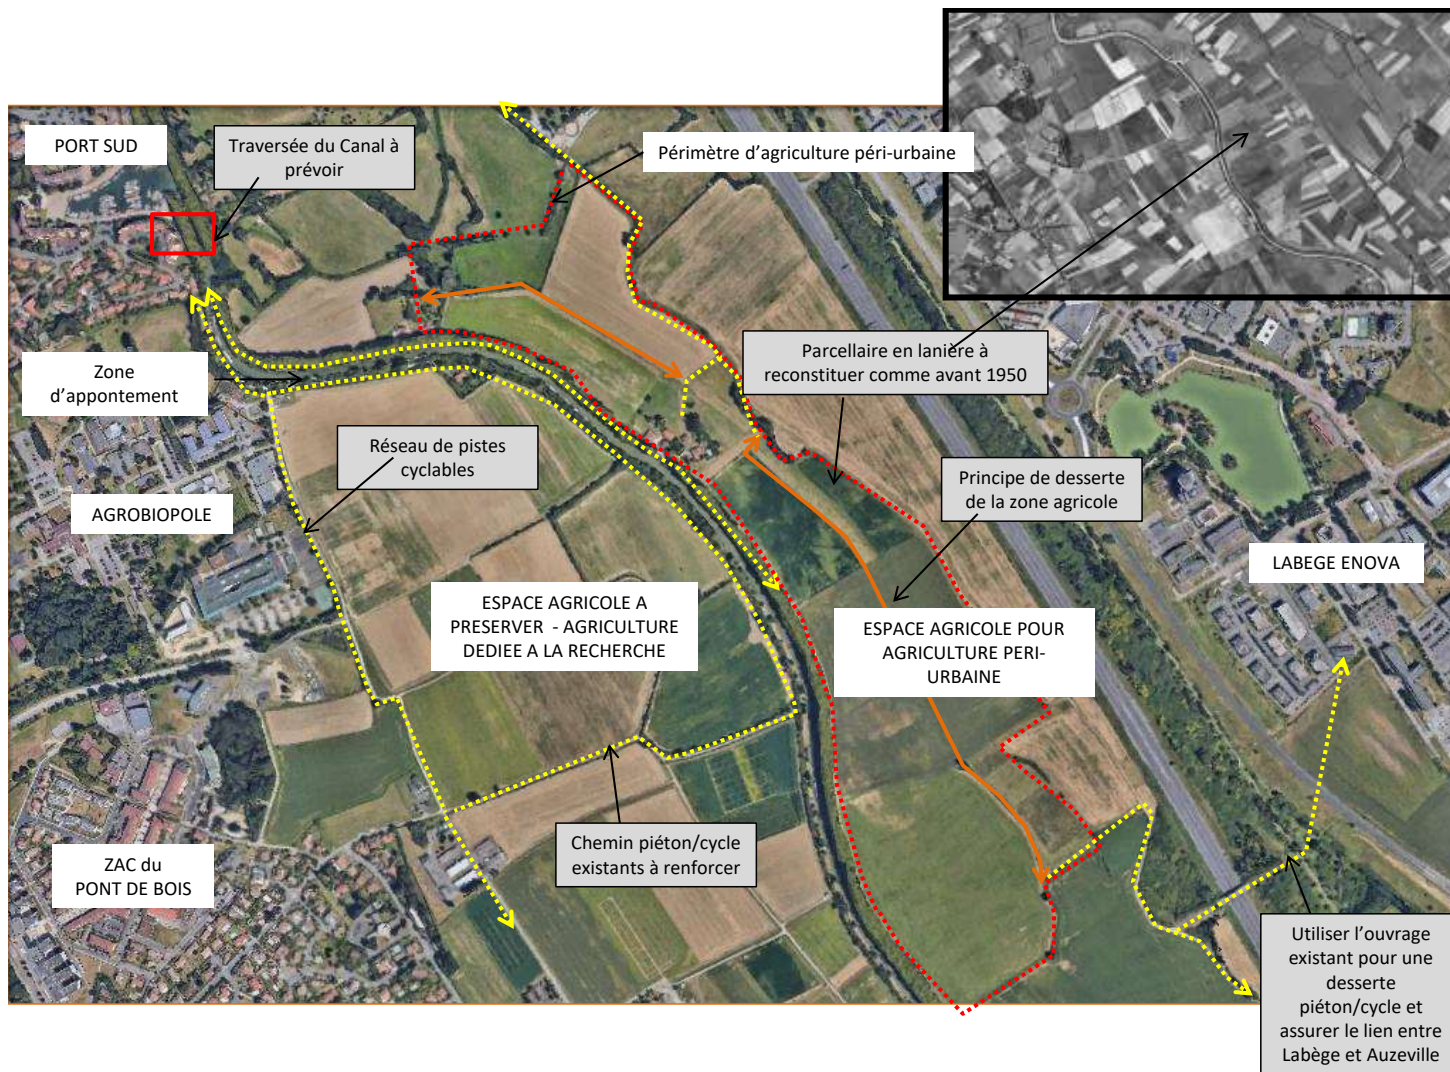 PORT SUD
Traversée du Canal à
prévoir
Périmètre d’agriculture péri-urbaine
Zone
d’appontement
Parcellaire en lanière à
reconstituer comme avant 1950
Réseau de pistes
cyclables
Principe de desserte
de la zone agricole
AGROBIOPOLE
LABEGE ENOVA
ESPACE AGRICOLE A
PRESERVER - AGRICULTURE
DEDIEE A LA RECHERCHE
ESPACE AGRICOLE POUR
AGRICULTURE PERI-
URBAINE
Chemin piéton/cycle
existants à renforcer
ZAC du
PONT DE BOIS
Utiliser l’ouvrage
existant pour une
desserte
piéton/cycle et
assurer le lien entre
Labège et Auzeville